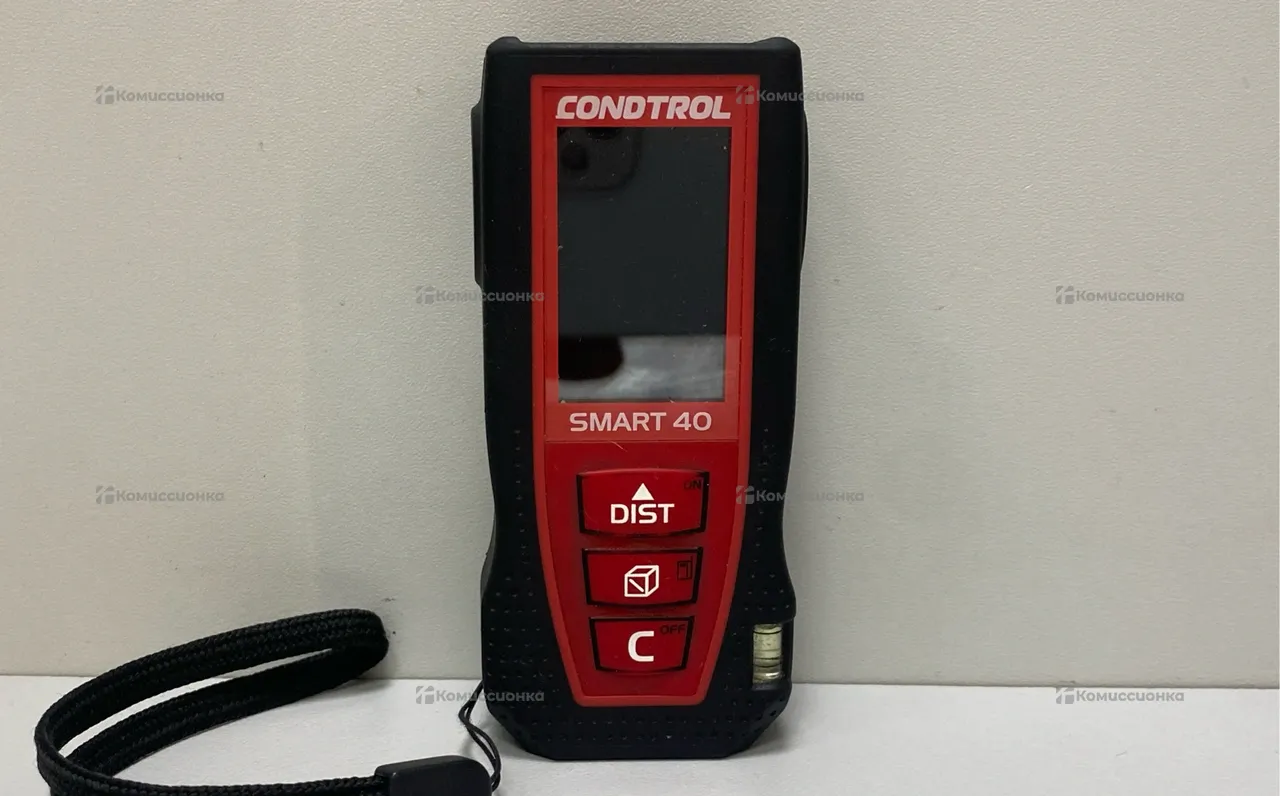 Комиссионка
Комиссионка
CONDTROL
Комиссионка
Комиссионка
SMART 40
Комиссионка
Комиссионка
ON
DIST
OFF
C
Комиссионка
Комиссионка